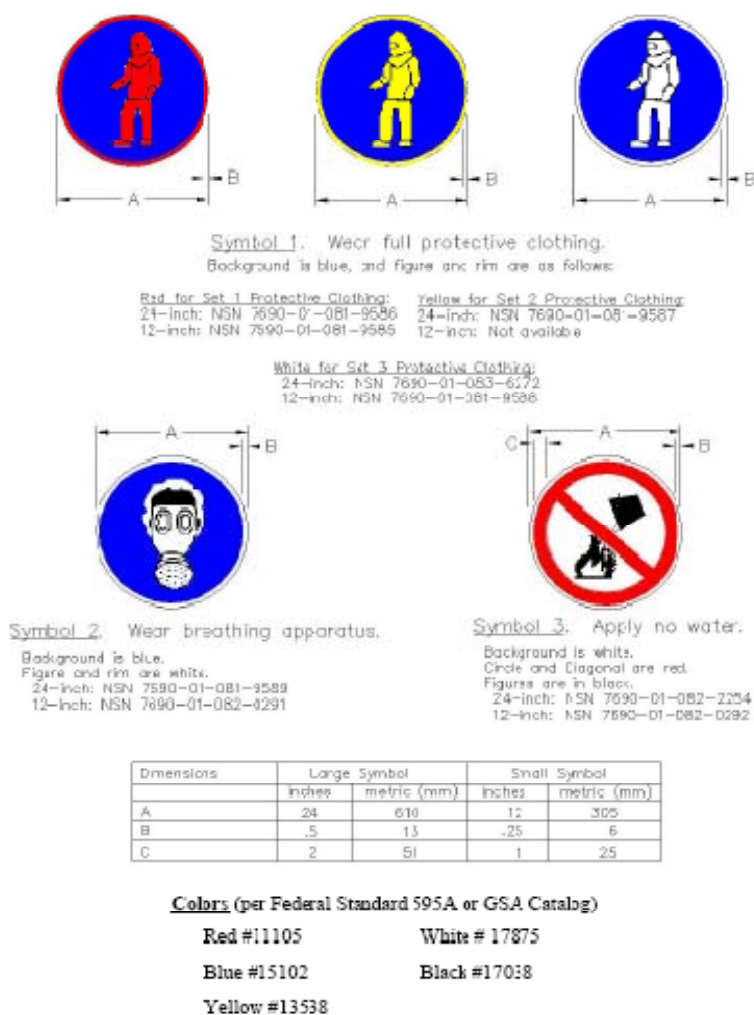 A
B
A
B
A
B
Symbol 1. Wear full protective clothing.
Background is blue, and figure and rim are as follows:
Red for Set 1 Protective Clothing:
24-inch: NSN 7690-01-081-9586
12-inch: NSN 7690-01-081-9585
Yellow for Set 2 Protective Clothing:
24-inch: NSN 7690-01-081-9587
12-inch: Not available
White for Set 3 Protective Clothing:
24-inch: NSN 7690-01-083-6272
12-inch: NSN 7690-01-081-9588
A
B
C
A
B
Symbol 2. Wear breathing apparatus.
Background is blue.
Figure and rim are white.
24-inch: NSN 7690-01-081-9589
12-inch: NSN 7690-01-082-0291
Symbol 3. Apply no water.
Background is white.
Circle and Diagonal are red.
Figures are in black.
24-inch: NSN 7690-01-082-2254
12-inch: NSN 7690-01-082-0292
Dimensions Large Symbol Small Symbol
inches metric (mm) inches metric (mm)
A 24 610 12 305
B .5 13 .25 6
C 2 51 1 25
Colors (per Federal Standard 595A or GSA Catalog)
Red #11105 White # 17875
Blue #15102 Black #17038
Yellow #13538